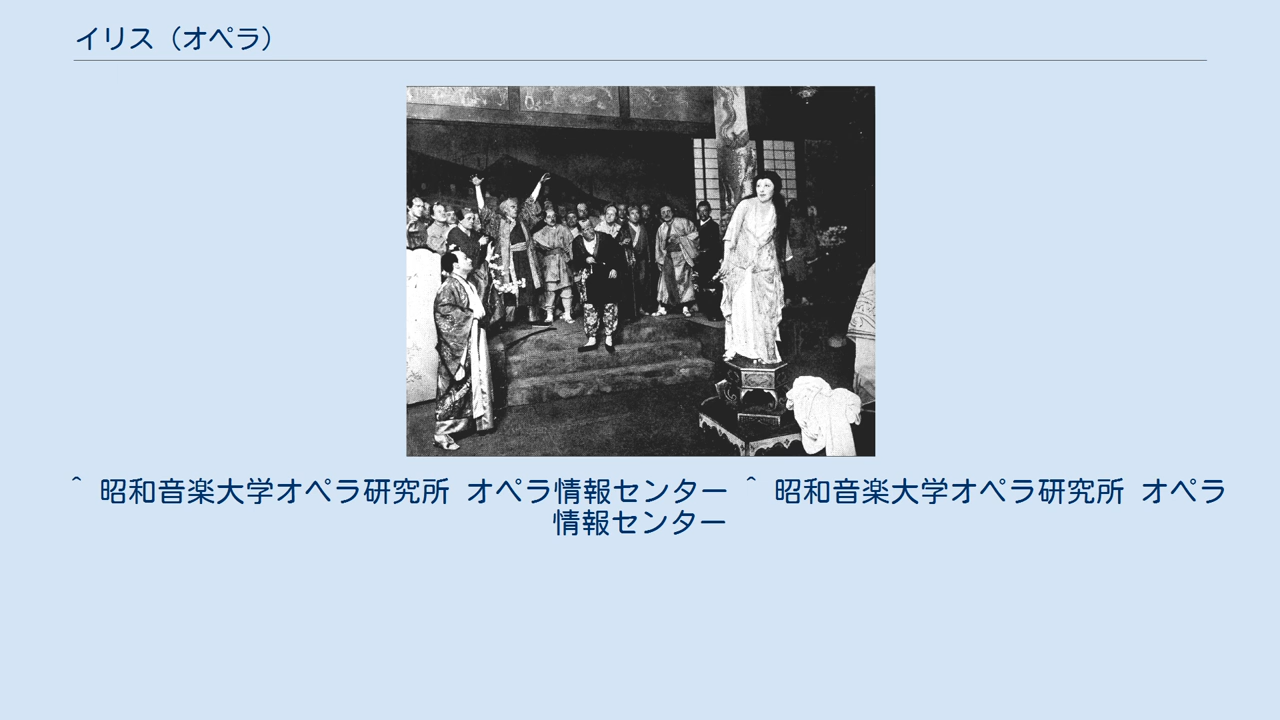 イリス（オペラ）
^ 昭和音楽大学オペラ研究所 オペラ情報センター ^ 昭和音楽大学オペラ研究所 オペラ
情報センター